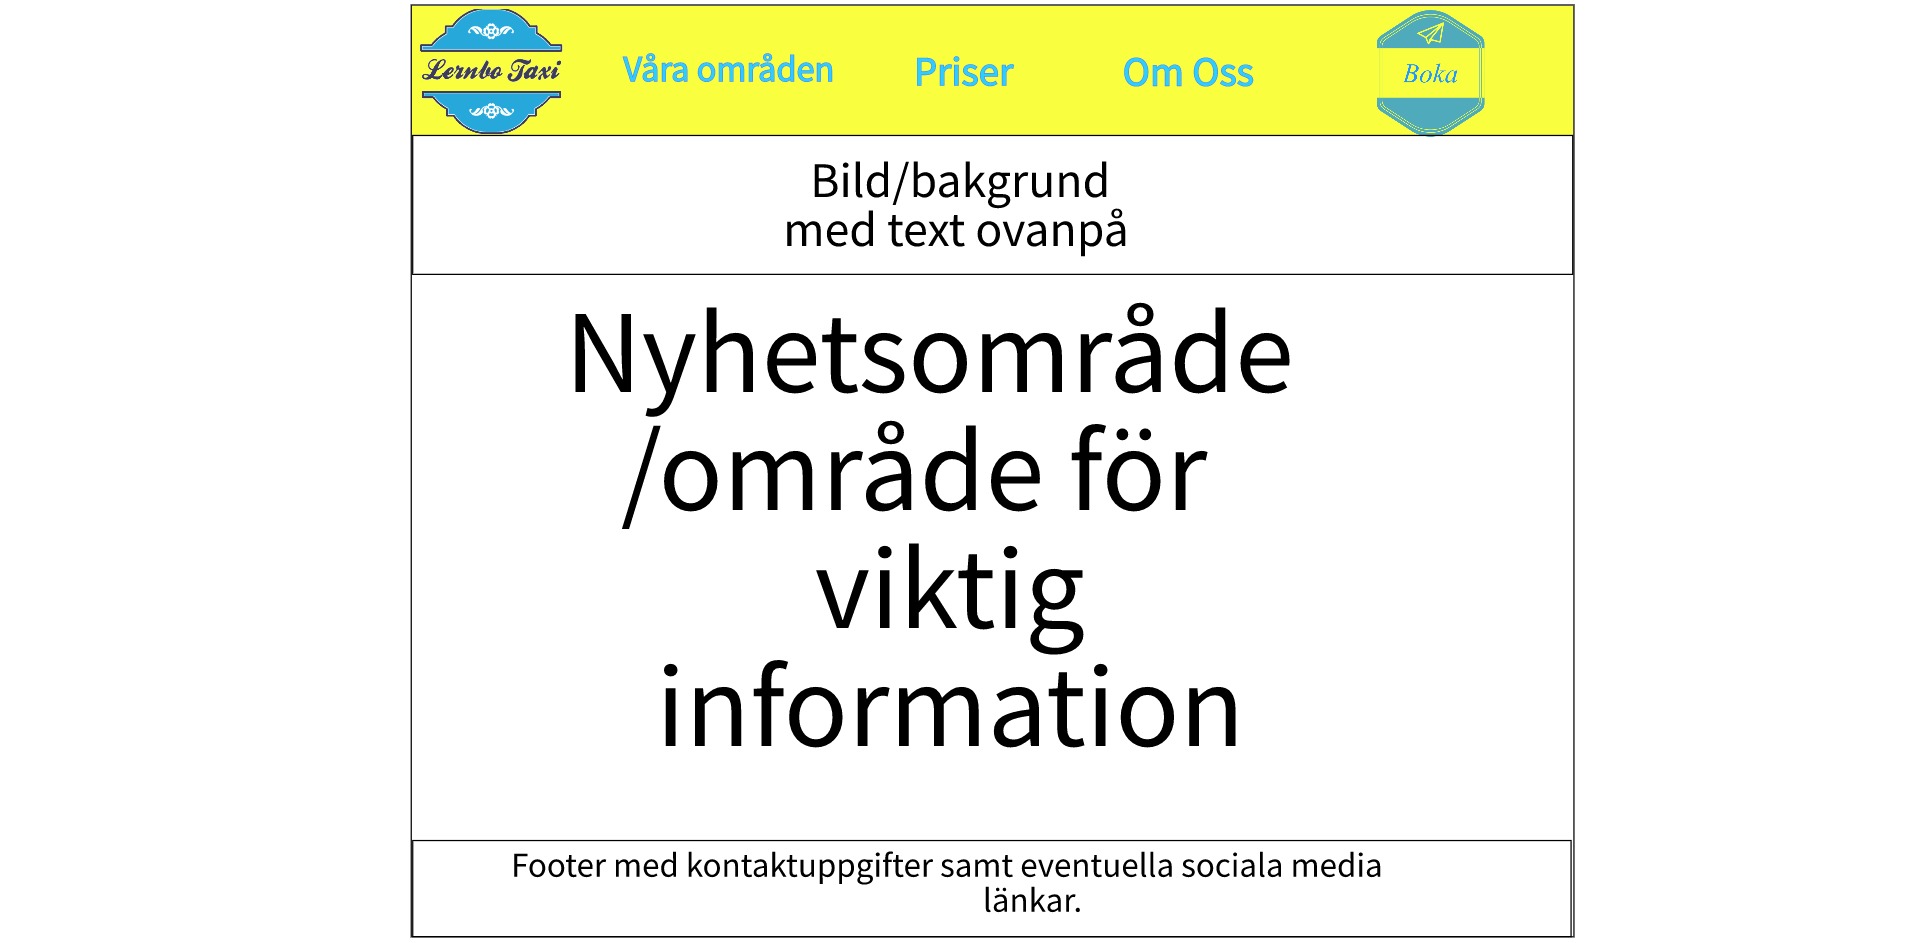 Lernbo Taxi
Våra områden
Priser
Om Oss
Boka
Bild/bakgrund
med text ovanpå
Nyhetsområde
/område för
viktig
information
Footer med kontaktuppgifter samt eventuella sociala media
länkar.